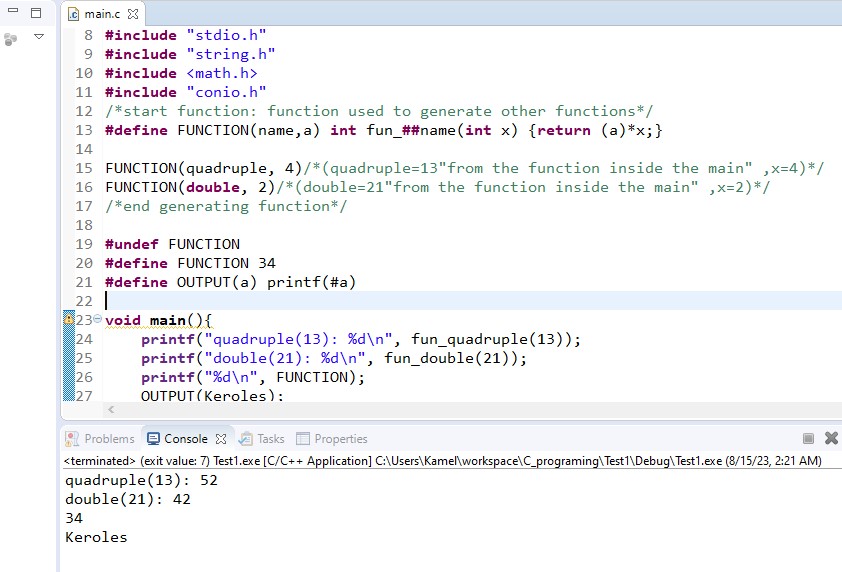 main.c
8 #include "stdio.h"
9 #include "string.h"
10 #include <math.h>
11 #include "conio.h"
12 /*start function: function used to generate other functions*/
13 #define FUNCTION(name,a) int fun_##name(int x) {return (a)*x;}
14
15 FUNCTION(quadruple, 4)/*(quadruple=13"from the function inside the main" ,x=4)*/
16 FUNCTION(double, 2)/*(double=21"from the function inside the main" ,x=2)*/
17 /*end generating function*/
18
19 #undef FUNCTION
20 #define FUNCTION 34
21 #define OUTPUT(a) printf(#a)
22
23 void main(){
24 printf("quadruple(13): %d\n", fun_quadruple(13));
25 printf("double(21): %d\n", fun_double(21));
26 printf("%d\n", FUNCTION);
27 OUTPUT(Keroles);
Problems Console Tasks Properties
<terminated> (exit value: 7) Test1.exe [C/C++ Application] C:\Users\Kamel\workspace\C_programing\Test1\Debug\Test1.exe (8/15/23, 2:21 AM)
quadruple(13): 52
double(21): 42
34
Keroles